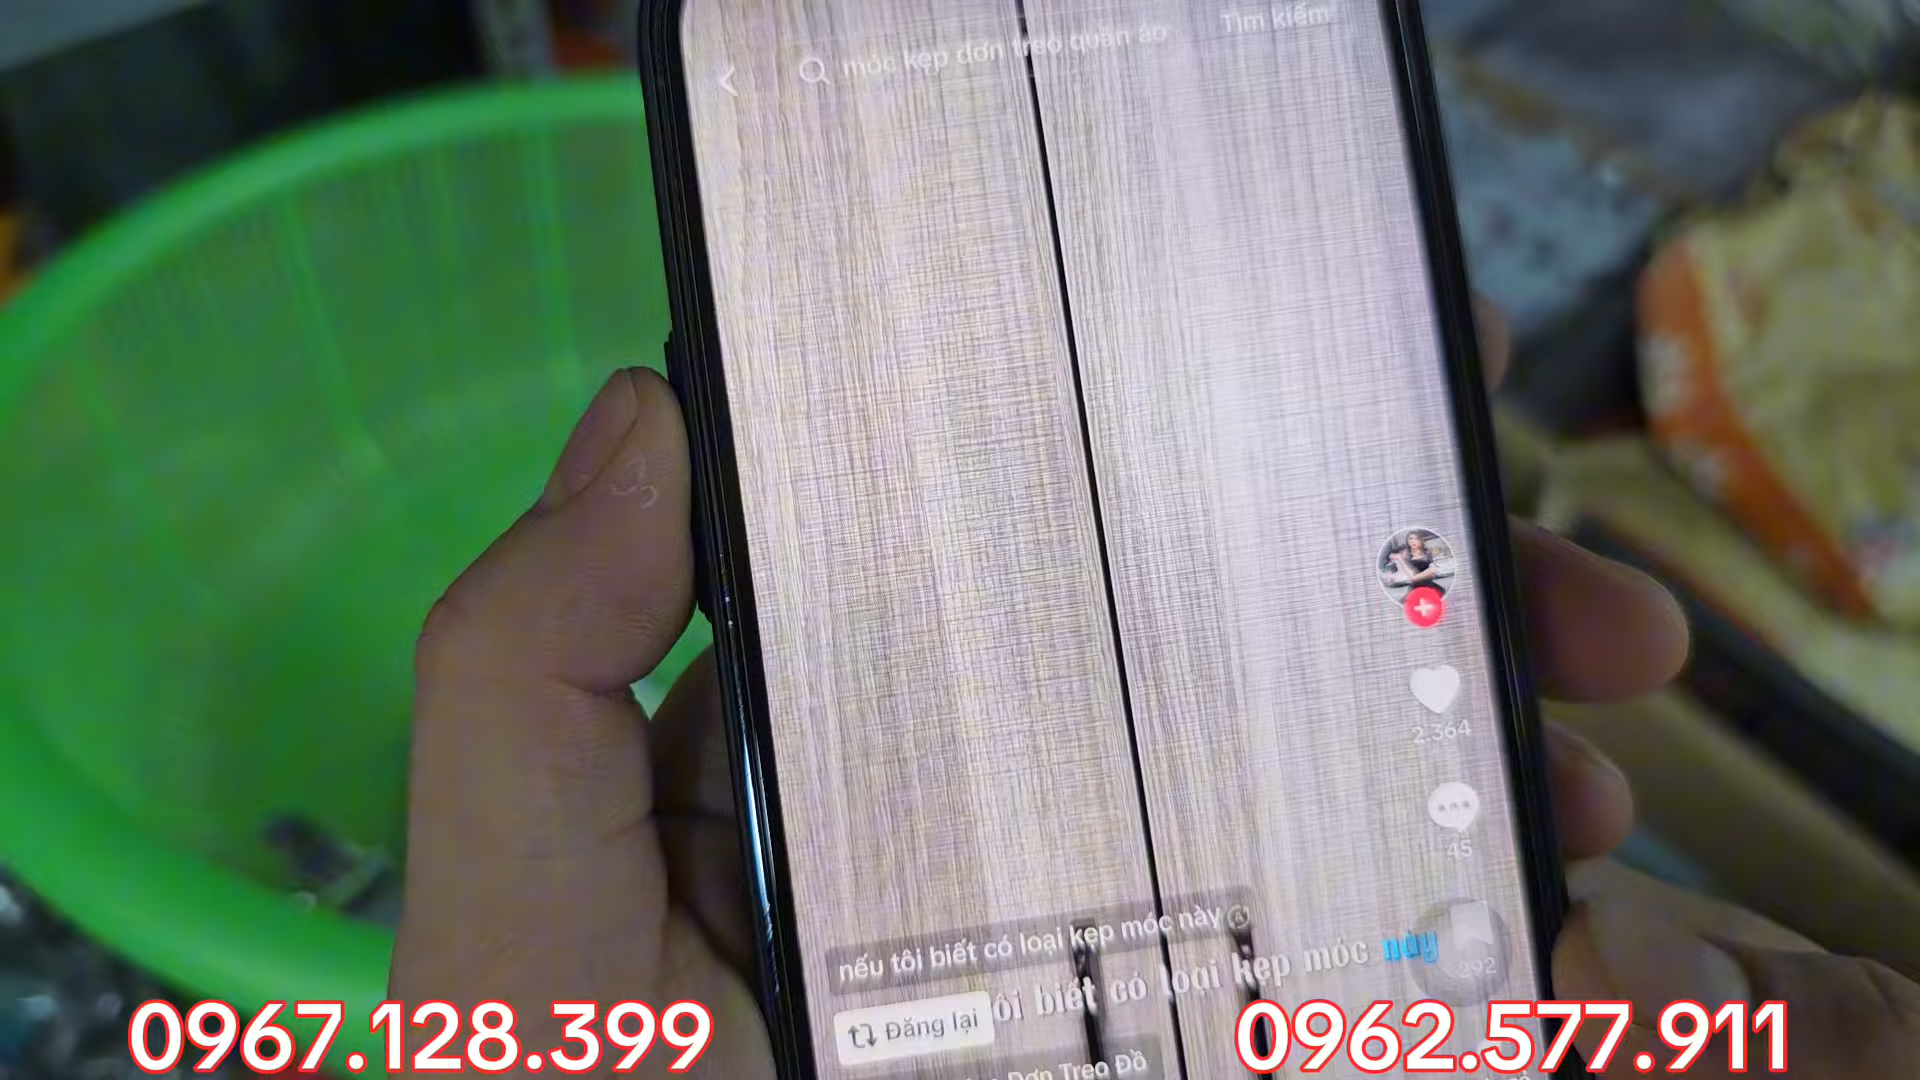 móc kẹp đơn treo quần áo
Tìm kiếm
2.364
45
nếu tôi biết có loại kẹp móc này
ôi biết có loại kẹp móc này
292
Đăng lại
Đơn Treo Đồ
0967.128.399
0962.577.911